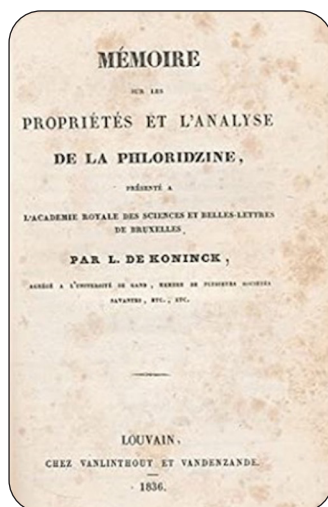 MÉMOIRE
SUR LES
PROPRIÉTÉS ET L'ANALYSE
DE LA PHLORIDZINE,
PRÉSENTÉ A
L'ACADEMIE ROYALE DES SCIENCES ET BELLES-LETTRES
DE BRUXELLES,
PAR L. DE KONINCK,
AGRÉGÉ A L'UNIVERSITÉ DE GAND, MEMBRE DE PLUSIEURS SOCIÉTÉS
SAVANTES, ETC., ETC.
LOUVAIN,
CHEZ VANLINTHOUT ET VANDENZANDE.
1836.